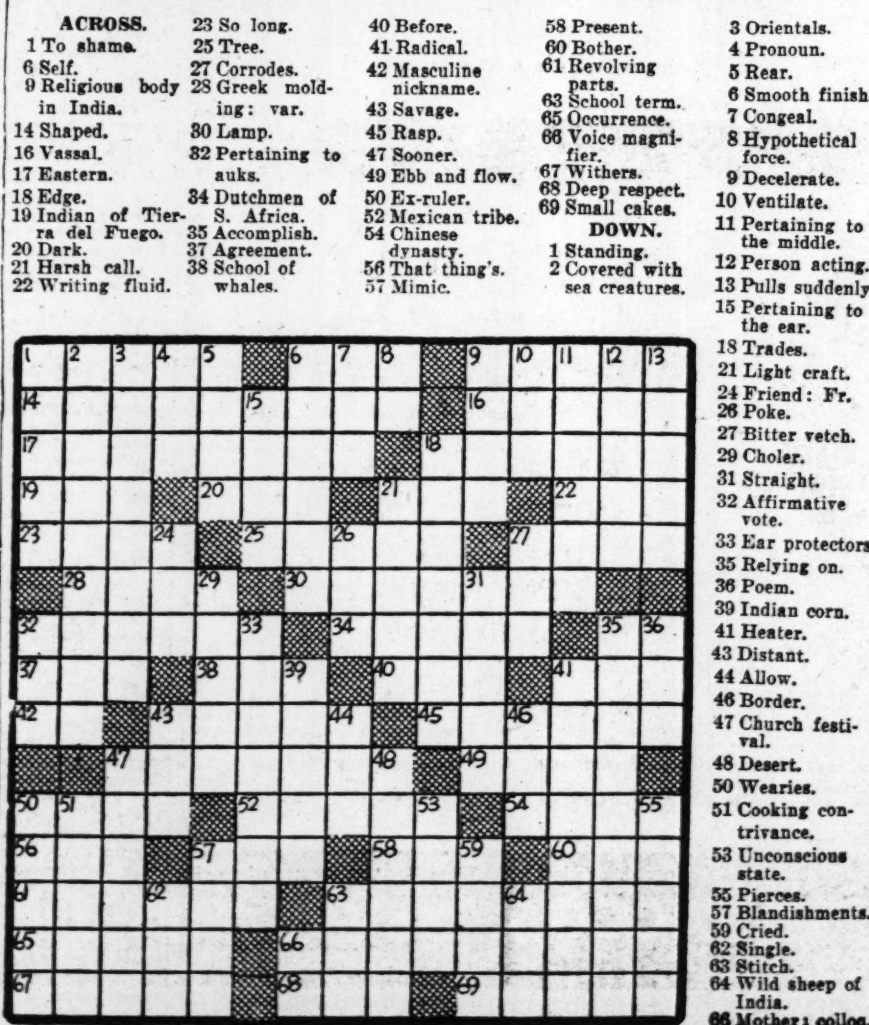 ACROSS.
1 To shame.
6 Self.
9 Religious body
in India.
14 Shaped.
16 Vassal.
17 Eastern.
18 Edge.
19 Indian of Tier-
ra del Fuego.
20 Dark.
21 Harsh call.
22 Writing fluid.
23 So long.
25 Tree.
27 Corrodes.
28 Greek mold-
ing: var.
30 Lamp.
32 Pertaining to
auks.
34 Dutchmen of
S. Africa.
35 Accomplish.
37 Agreement.
38 School of
whales.
40 Before.
41 Radical.
42 Masculine
nickname.
43 Savage.
45 Rasp.
47 Sooner.
49 Ebb and flow.
50 Ex-ruler.
52 Mexican tribe.
54 Chinese
dynasty.
56 That thing's.
57 Mimic.
58 Present.
60 Bother.
61 Revolving
parts.
63 School term.
65 Occurrence.
66 Voice magni-
fier.
67 Withers.
68 Deep respect.
69 Small cakes.
DOWN.
1 Standing.
2 Covered with
sea creatures.
3 Orientals.
4 Pronoun.
5 Rear.
6 Smooth finish
7 Congeal.
8 Hypothetical
force.
9 Decelerate.
10 Ventilate.
11 Pertaining to
the middle.
12 Person acting.
13 Pulls suddenly
15 Pertaining to
the ear.
18 Trades.
21 Light craft.
24 Friend: Fr.
26 Poke.
27 Bitter vetch.
29 Choler.
31 Straight.
32 Affirmative
vote.
33 Ear protectors
35 Relying on.
36 Poem.
39 Indian corn.
41 Heater.
43 Distant.
44 Allow.
46 Border.
47 Church festi-
val.
48 Desert.
50 Wearies.
51 Cooking con-
trivance.
53 Unconscious
state.
55 Pierces.
57 Blandishments.
59 Cried.
62 Single.
63 Stitch.
64 Wild sheep of
India.
66 Mother: colloq.
1 2 3 4 5 6 7 8 9 10 11 12 13
14 15 16
17 18
19 20 21 22
23 24 25 26 27
28 29 30 31
32 33 34 35 36
37 38 39 40 41
42 43 44 45 46
47 48 49
50 51 52 53 54 55
56 57 58 59 60
61 62 63 64
65 66
67 68 69